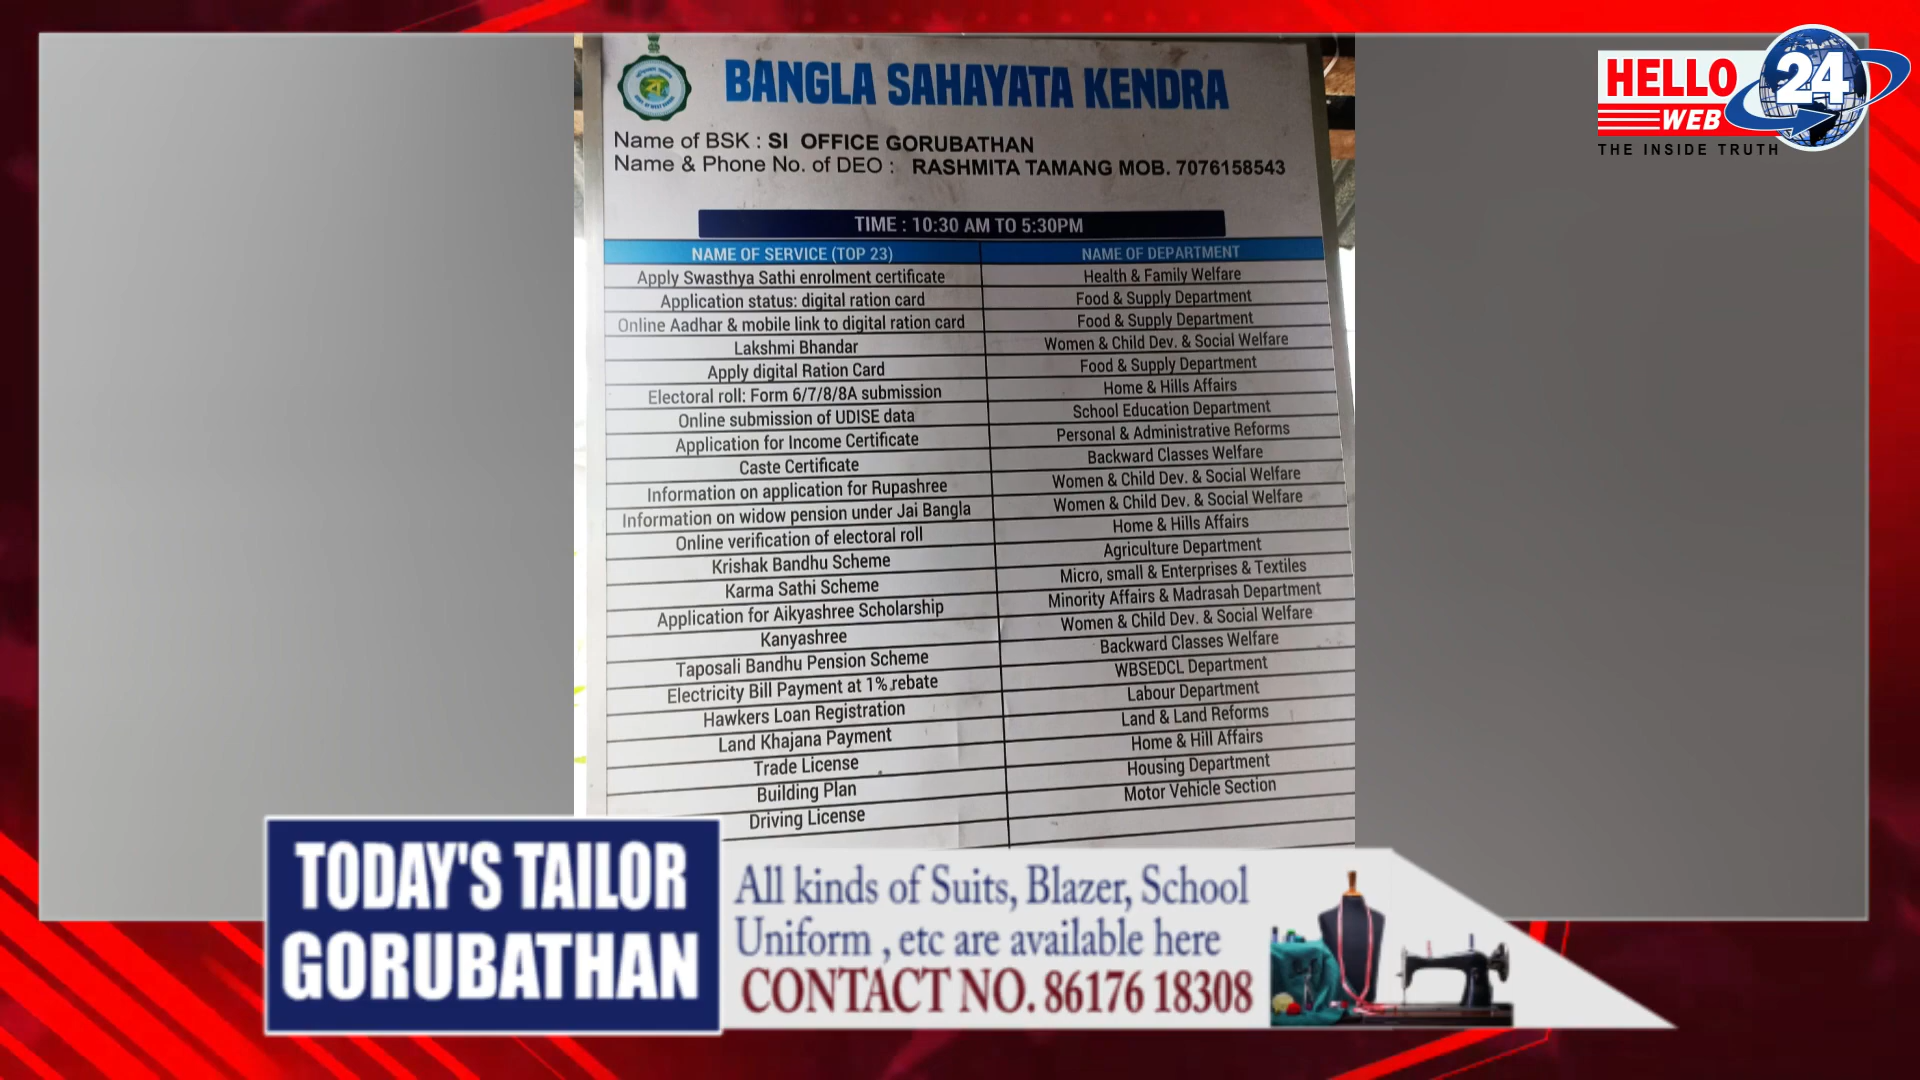 BANGLA SAHAYATA KENDRA
Name of BSK : SI OFFICE GORUBATHAN
Name & Phone No. of DEO : RASHMITA TAMANG MOB. 7076158543
TIME : 10:30 AM TO 5:30PM
NAME OF SERVICE (TOP 23) NAME OF DEPARTMENT
Apply Swasthya Sathi enrolment certificate Health & Family Welfare
Application status: digital ration card Food & Supply Department
Online Aadhar & mobile link to digital ration card Food & Supply Department
Lakshmi Bhandar Women & Child Dev. & Social Welfare
Apply digital Ration Card Food & Supply Department
Electoral roll: Form 6/7/8/8A submission Home & Hills Affairs
Online submission of UDISE data School Education Department
Application for Income Certificate Personal & Administrative Reforms
Caste Certificate Backward Classes Welfare
Information on application for Rupashree Women & Child Dev. & Social Welfare
Information on widow pension under Jai Bangla Women & Child Dev. & Social Welfare
Online verification of electoral roll Home & Hills Affairs
Krishak Bandhu Scheme Agriculture Department
Karma Sathi Scheme Micro, small & Enterprises & Textiles
Application for Aikyashree Scholarship Minority Affairs & Madrasah Department
Kanyashree Women & Child Dev. & Social Welfare
Taposali Bandhu Pension Scheme Backward Classes Welfare
Electricity Bill Payment at 1% rebate WBSEDCL Department
Hawkers Loan Registration Labour Department
Land Khajana Payment Land & Land Reforms
Trade License Home & Hill Affairs
Building Plan Housing Department
Driving License Motor Vehicle Section
HELLO 24
WEB
THE INSIDE TRUTH
TODAY'S TAILOR
GORUBATHAN
All kinds of Suits, Blazer, School
Uniform , etc are available here
CONTACT NO. 86176 18308